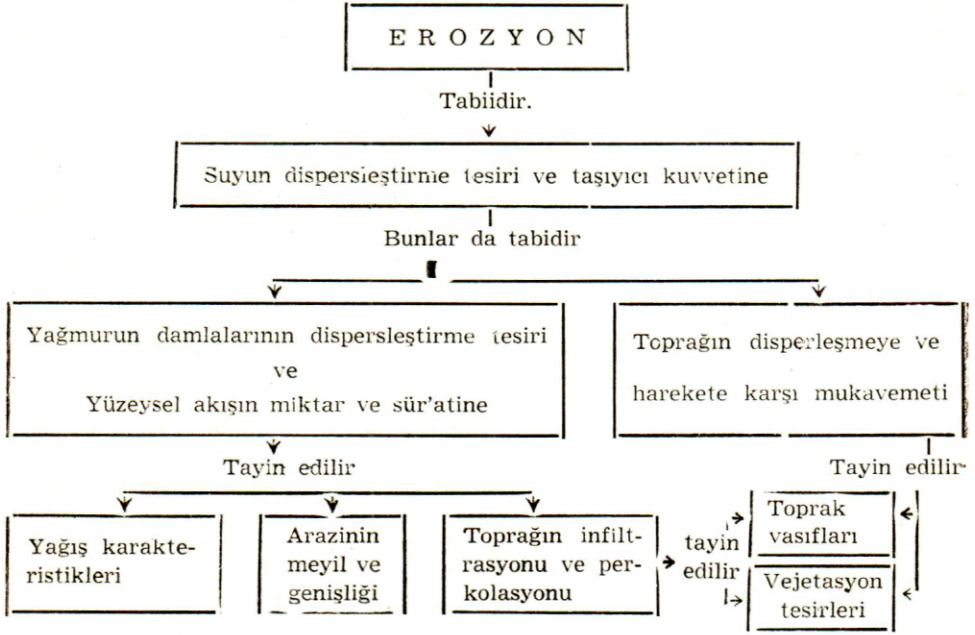 EROZYON
Tabiidir.
Suyun dispersieştirme tesiri ve taşıyıcı kuvvetine
Bunlar da tabidir
Yağmurun damlalarının dispersleştirme tesiri
ve
Yüzeysel akışın miktar ve sür'atine
Toprağın disperleşmeye ve
harekete karşı mukavemeti
Tayin edilir
Tayin edilir
Yağış karakte-
ristikleri
Arazinin
meyil ve
genişliği
Toprağın infilt-
rasyonu ve per-
kolasyonu
tayin
edilir
Toprak
vasıfları
Vejetasyon
tesirleri